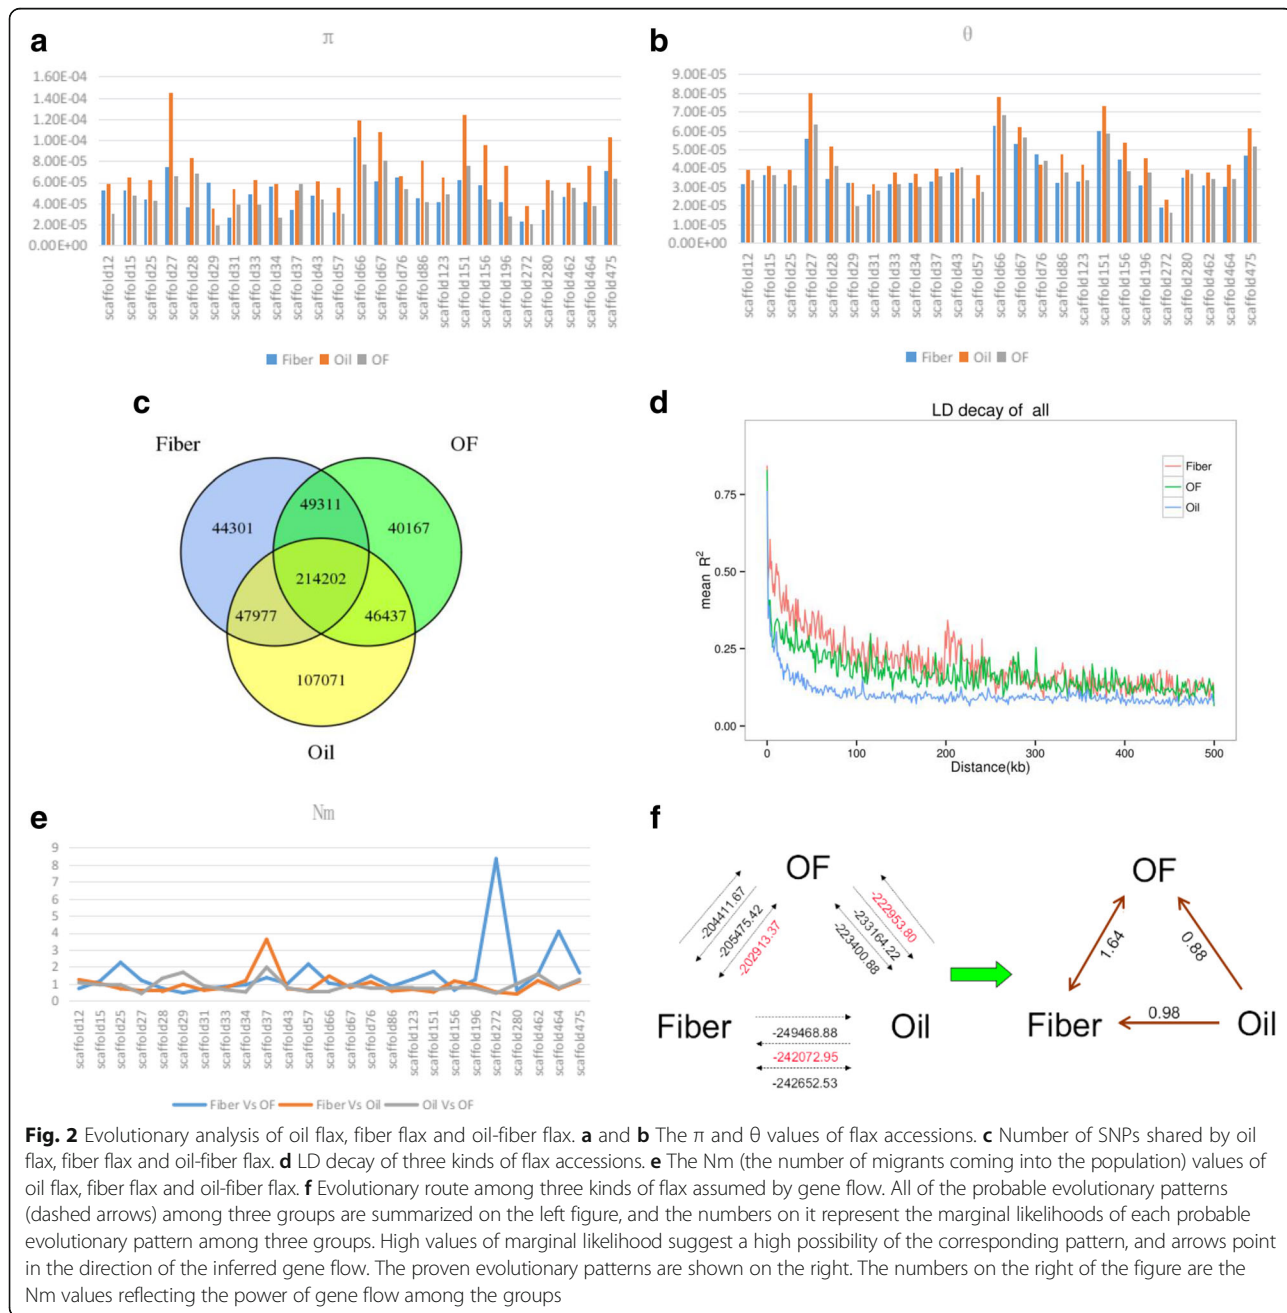 a
π
1.60E-04
1.40E-04
1.20E-04
1.00E-04
8.00E-05
6.00E-05
4.00E-05
2.00E-05
0.00E+00
scaffold12
scaffold15
scaffold25
scaffold27
scaffold28
scaffold29
scaffold31
scaffold33
scaffold34
scaffold37
scaffold43
scaffold57
scaffold66
scaffold67
scaffold76
scaffold86
scaffold123
scaffold151
scaffold156
scaffold196
scaffold272
scaffold280
scaffold462
scaffold464
scaffold475
Fiber Oil OF
b
θ
9.00E-05
8.00E-05
7.00E-05
6.00E-05
5.00E-05
4.00E-05
3.00E-05
2.00E-05
1.00E-05
0.00E+00
scaffold12
scaffold15
scaffold25
scaffold27
scaffold28
scaffold29
scaffold31
scaffold33
scaffold34
scaffold37
scaffold43
scaffold57
scaffold66
scaffold67
scaffold76
scaffold86
scaffold123
scaffold151
scaffold156
scaffold196
scaffold272
scaffold280
scaffold462
scaffold464
scaffold475
Fiber Oil OF
c
Fiber
OF
49311
44301
40167
214202
47977
46437
107071
Oil
d
LD decay of all
mean R²
0.75
0.50
0.25
0.00
0 100 200 300 400 500
Distance(kb)
Fiber
OF
Oil
e
Nm
9
8
7
6
5
4
3
2
1
0
scaffold12
scaffold15
scaffold25
scaffold27
scaffold28
scaffold29
scaffold31
scaffold33
scaffold34
scaffold37
scaffold43
scaffold57
scaffold66
scaffold67
scaffold76
scaffold86
scaffold123
scaffold151
scaffold156
scaffold196
scaffold272
scaffold280
scaffold462
scaffold464
scaffold475
Fiber Vs OF Fiber Vs Oil Oil Vs OF
f
OF
-204411.67
-205475.42
-202913.37
-222953.80
-233164.22
-223400.88
Fiber
Oil
-249468.88
-242072.95
-242652.53
OF
1.64
0.88
Fiber
0.98
Oil
Fig. 2 Evolutionary analysis of oil flax, fiber flax and oil-fiber flax. a and b The π and θ values of flax accessions. c Number of SNPs shared by oil
flax, fiber flax and oil-fiber flax. d LD decay of three kinds of flax accessions. e The Nm (the number of migrants coming into the population) values of
oil flax, fiber flax and oil-fiber flax. f Evolutionary route among three kinds of flax assumed by gene flow. All of the probable evolutionary patterns
(dashed arrows) among three groups are summarized on the left figure, and the numbers on it represent the marginal likelihoods of each probable
evolutionary pattern among three groups. High values of marginal likelihood suggest a high possibility of the corresponding pattern, and arrows point
in the direction of the inferred gene flow. The proven evolutionary patterns are shown on the right. The numbers on the right of the figure are the
Nm values reflecting the power of gene flow among the groups